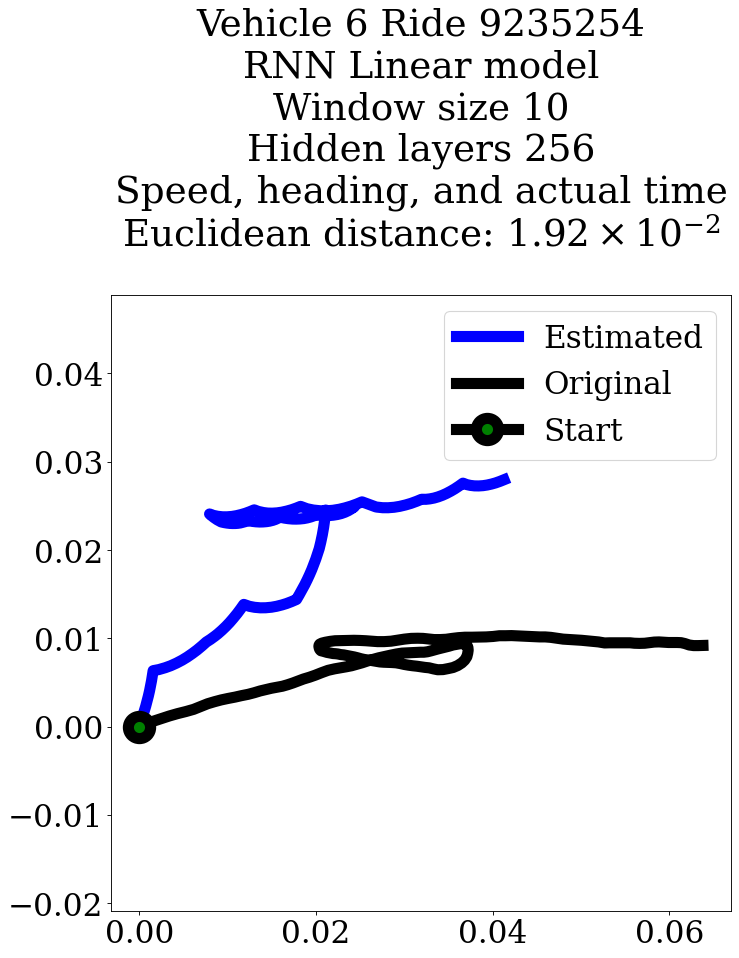 Vehicle 6 Ride 9235254
RNN Linear model
Window size 10
Hidden layers 256
Speed, heading, and actual time
Euclidean distance: 1.92 × 10⁻²
Estimated
Original
Start
0.04
0.03
0.02
0.01
0.00
−0.01
−0.02
0.00 0.02 0.04 0.06